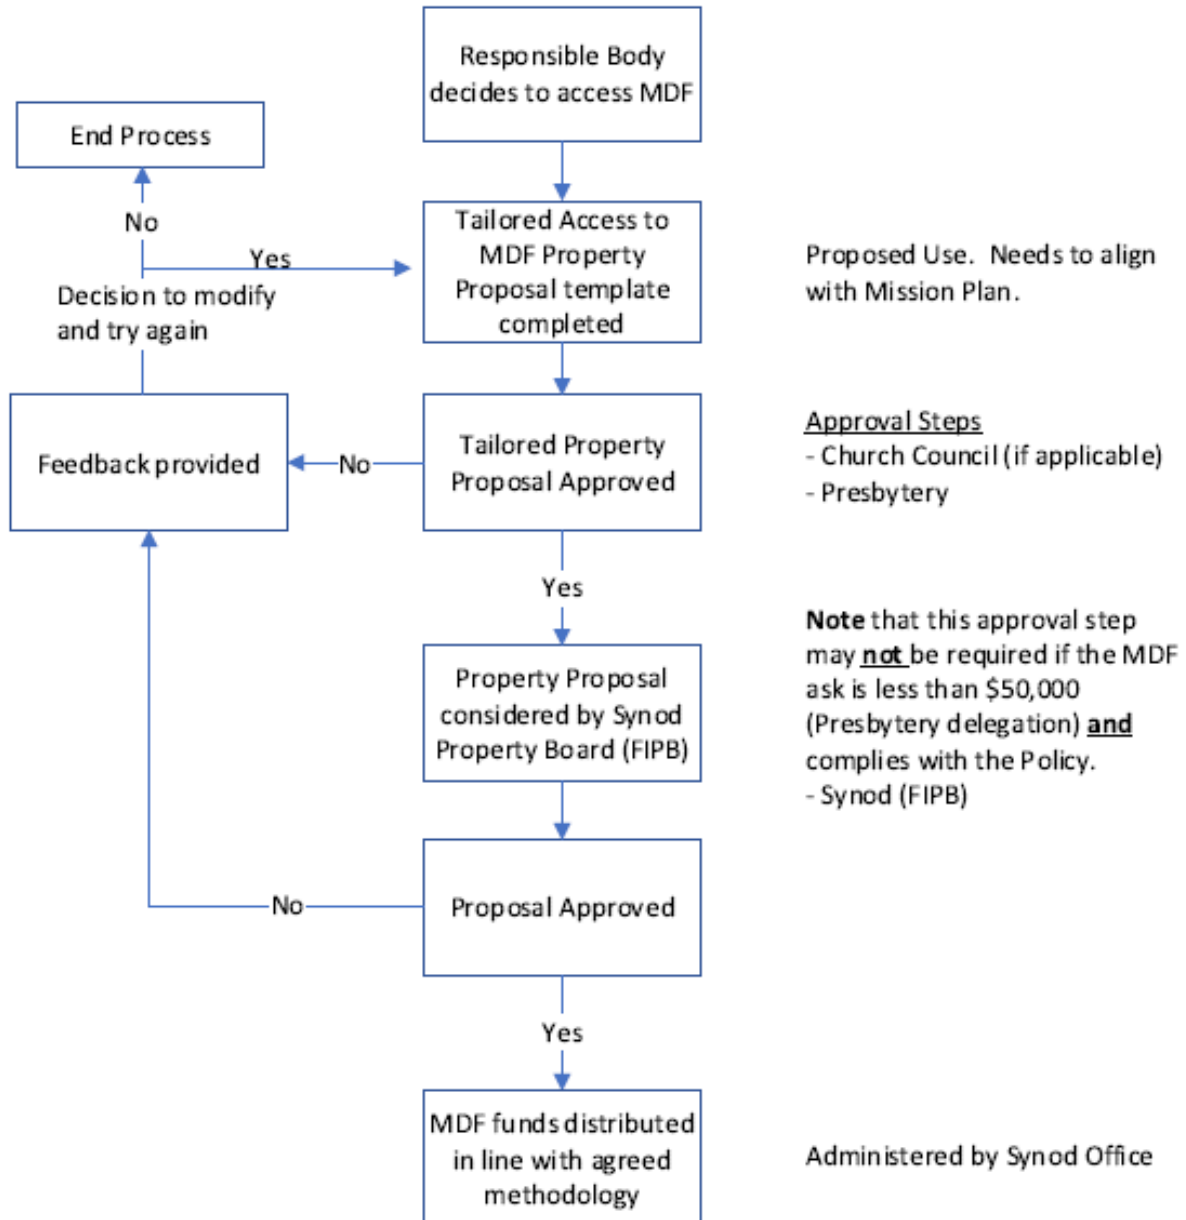 Responsible Body
decides to access MDF
End Process
No
Yes
Decision to modify
and try again
Tailored Access to
MDF Property
Proposal template
completed
Proposed Use.  Needs to align
with Mission Plan.
Feedback provided
No
Tailored Property
Proposal Approved
Approval Steps
- Church Council (if applicable)
- Presbytery
Yes
Property Proposal
considered by Synod
Property Board (FIPB)
Note that this approval step
may not be required if the MDF
ask is less than $50,000
(Presbytery delegation) and
complies with the Policy.
- Synod (FIPB)
No
Proposal Approved
Yes
MDF funds distributed
in line with agreed
methodology
Administered by Synod Office